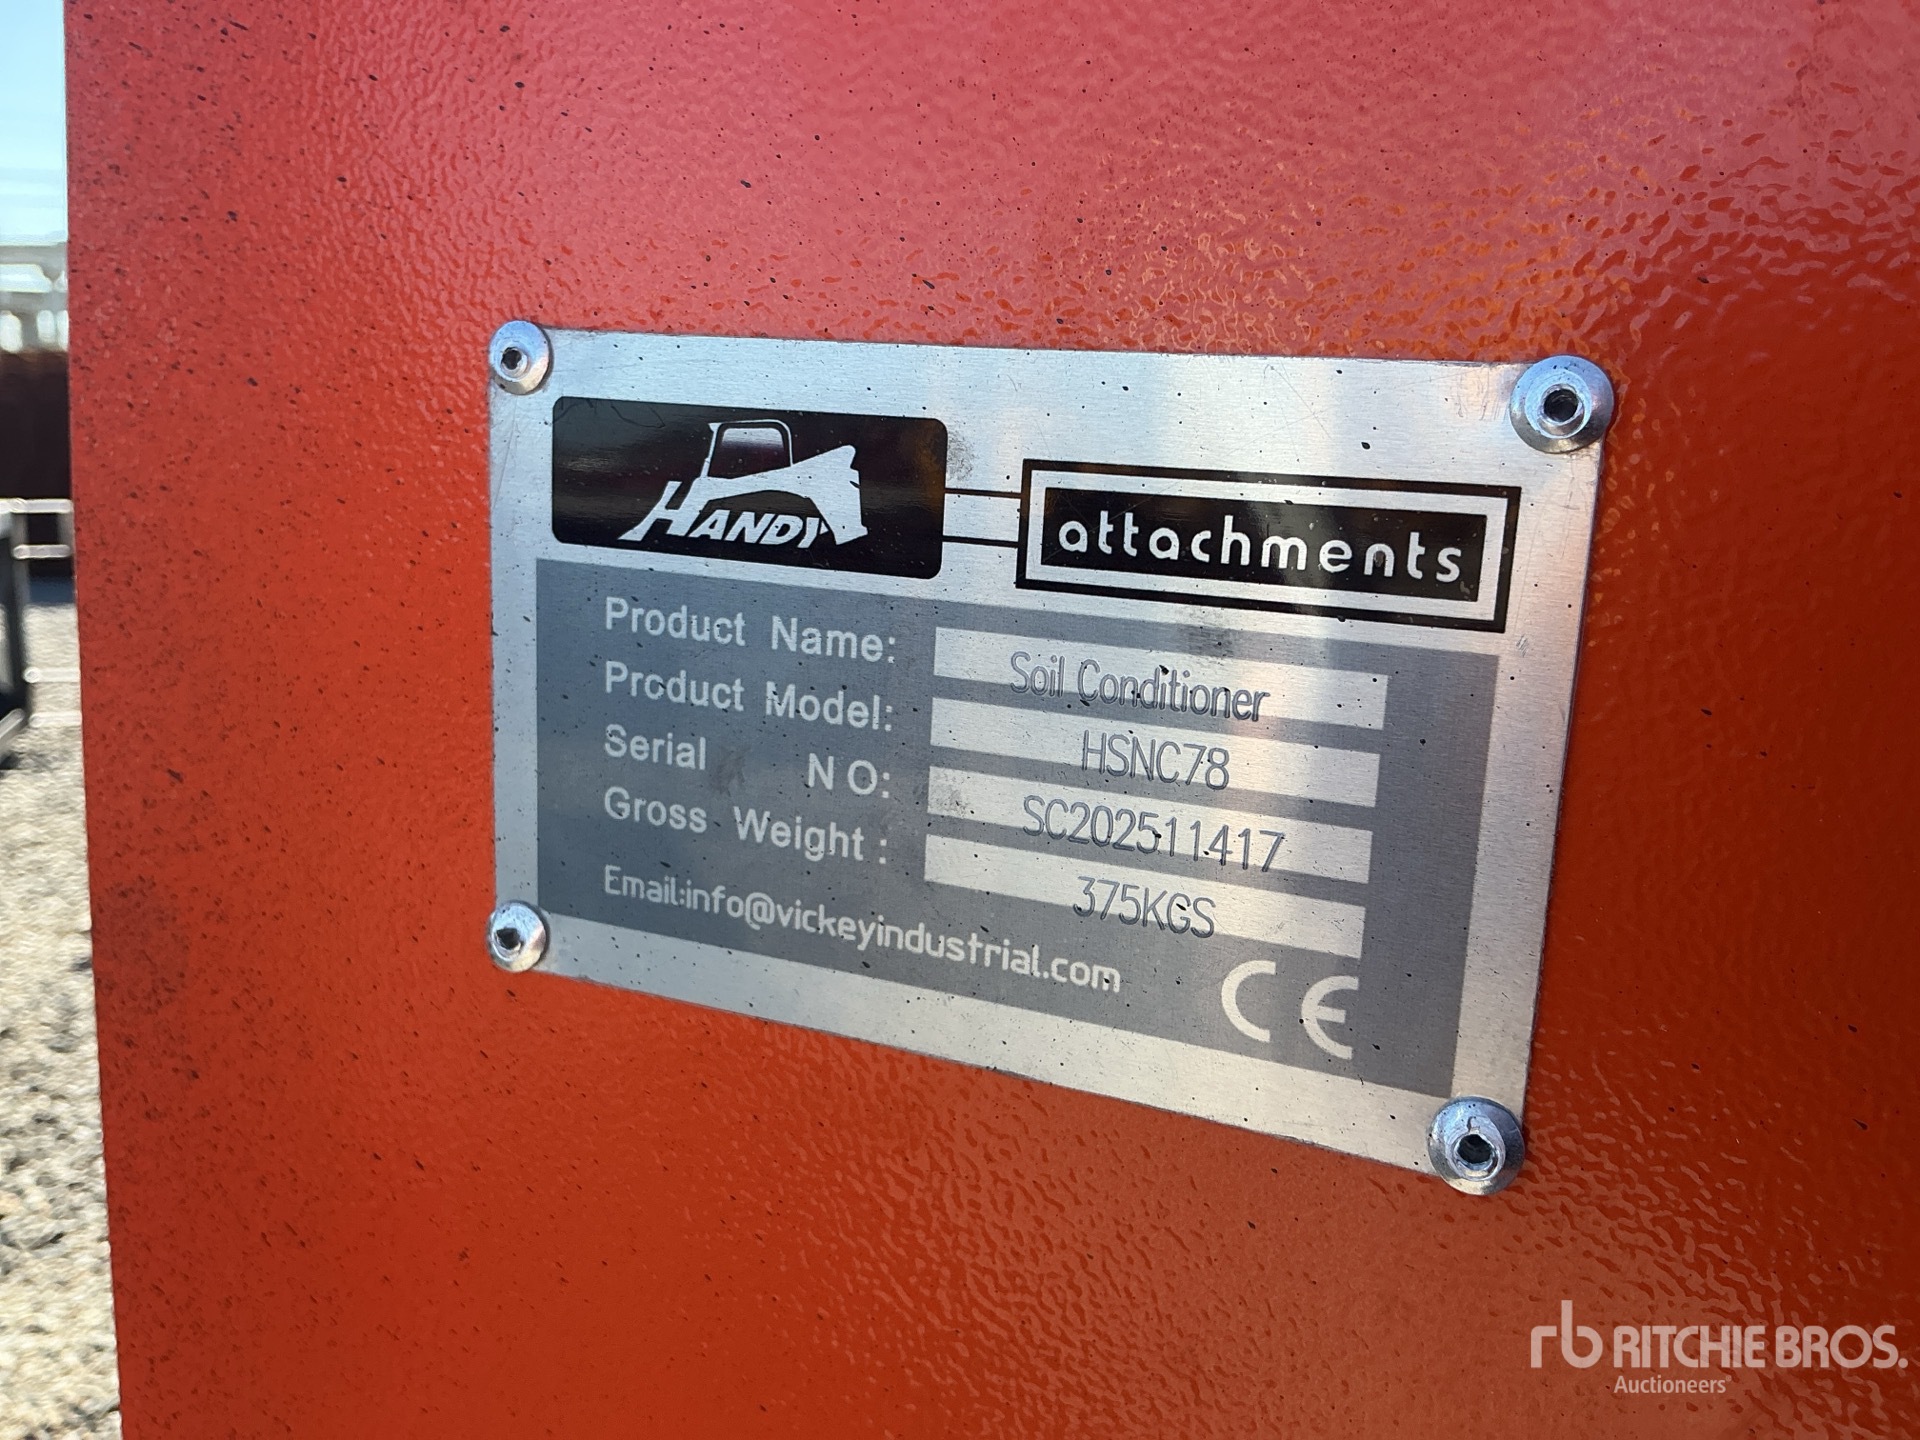 HANDY
attachments
Product Name: Soil Conditioner
Product Model: HSNC78
Serial NO: SC202511417
Gross Weight: 375KGS
Email:info@vickeyindustrial.com
CE
rb RITCHIE BROS.
Auctioneers